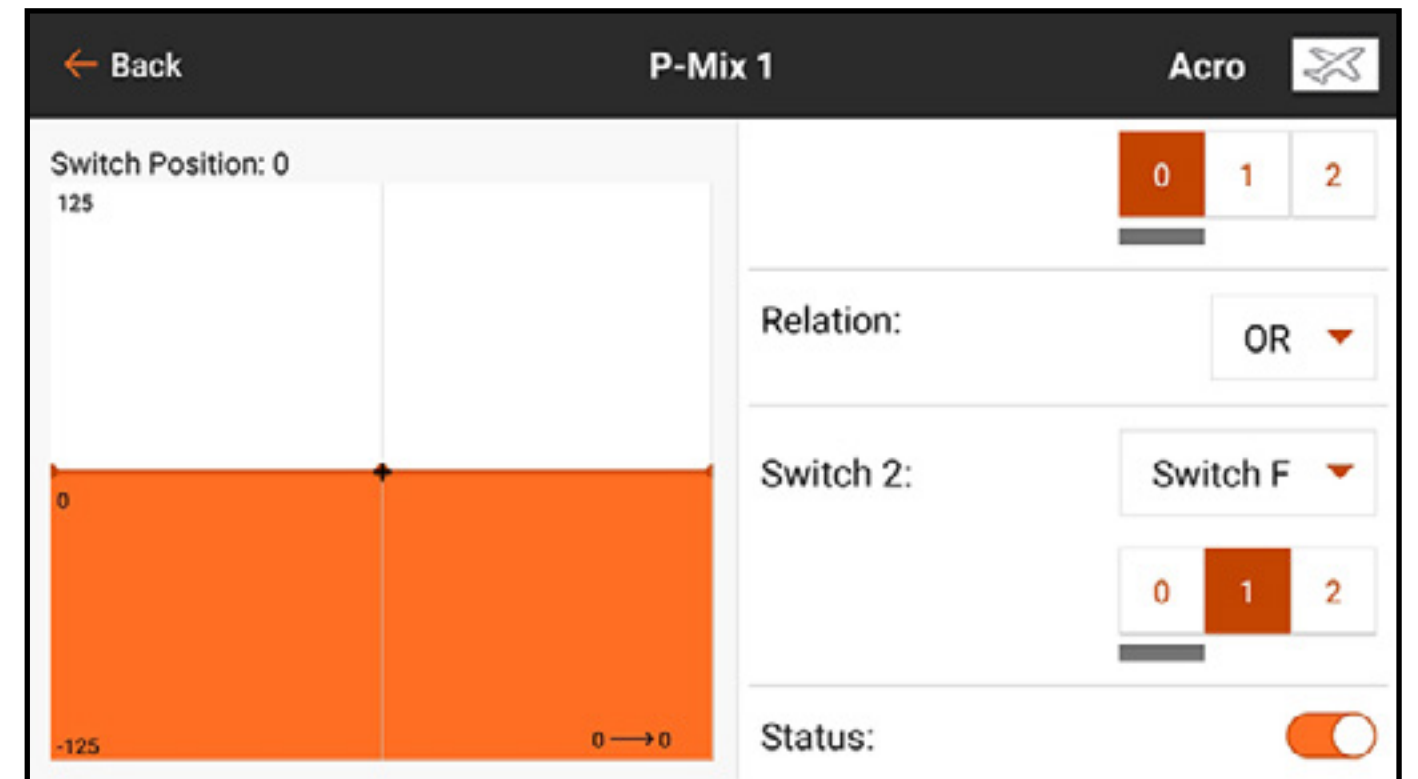 ← Back
P-Mix 1
Acro
Switch Position: 0
125
0
-125
0 → 0
0 1 2
Relation:
OR
Switch 2:
Switch F
0 1 2
Status: